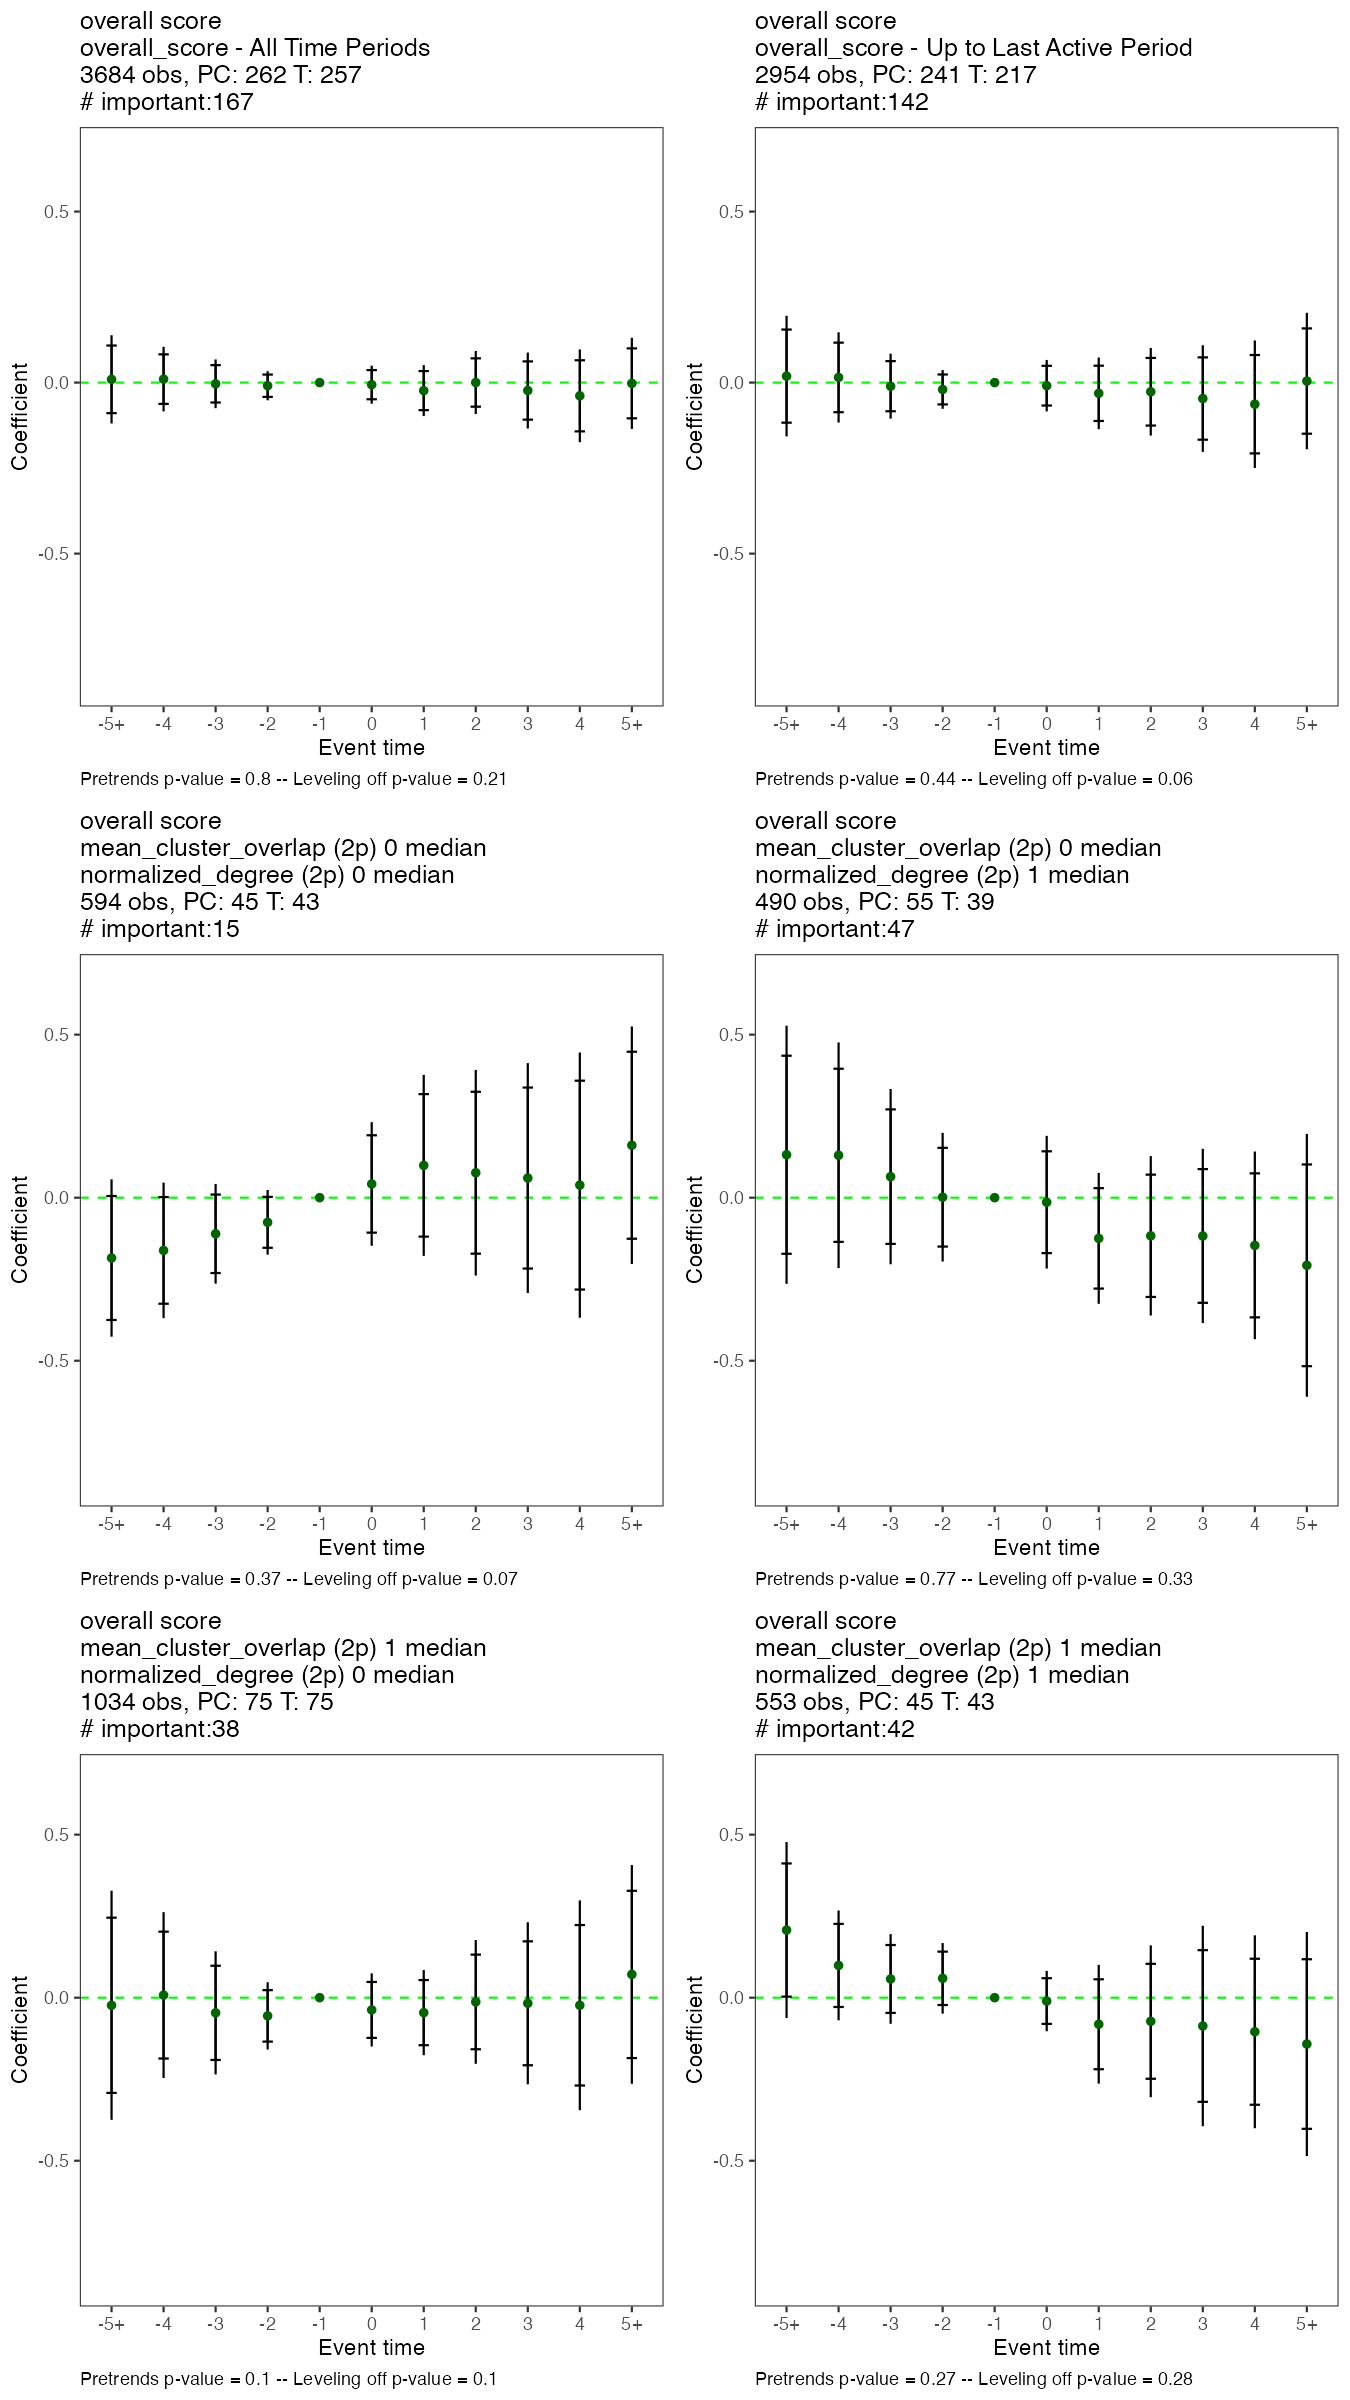 overall score
overall_score - All Time Periods
3684 obs, PC: 262 T: 257
# important:167
0.5
0.0
-0.5
Coefficient
-5+ -4 -3 -2 -1 0 1 2 3 4 5+
Event time
Pretrends p-value = 0.8 -- Leveling off p-value = 0.21
overall score
overall_score - Up to Last Active Period
2954 obs, PC: 241 T: 217
# important:142
0.5
0.0
-0.5
Coefficient
-5+ -4 -3 -2 -1 0 1 2 3 4 5+
Event time
Pretrends p-value = 0.44 -- Leveling off p-value = 0.06
overall score
mean_cluster_overlap (2p) 0 median
normalized_degree (2p) 0 median
594 obs, PC: 45 T: 43
# important:15
0.5
0.0
-0.5
Coefficient
-5+ -4 -3 -2 -1 0 1 2 3 4 5+
Event time
Pretrends p-value = 0.37 -- Leveling off p-value = 0.07
overall score
mean_cluster_overlap (2p) 0 median
normalized_degree (2p) 1 median
490 obs, PC: 55 T: 39
# important:47
0.5
0.0
-0.5
Coefficient
-5+ -4 -3 -2 -1 0 1 2 3 4 5+
Event time
Pretrends p-value = 0.77 -- Leveling off p-value = 0.33
overall score
mean_cluster_overlap (2p) 1 median
normalized_degree (2p) 0 median
1034 obs, PC: 75 T: 75
# important:38
0.5
0.0
-0.5
Coefficient
-5+ -4 -3 -2 -1 0 1 2 3 4 5+
Event time
Pretrends p-value = 0.1 -- Leveling off p-value = 0.1
overall score
mean_cluster_overlap (2p) 1 median
normalized_degree (2p) 1 median
553 obs, PC: 45 T: 43
# important:42
0.5
0.0
-0.5
Coefficient
-5+ -4 -3 -2 -1 0 1 2 3 4 5+
Event time
Pretrends p-value = 0.27 -- Leveling off p-value = 0.28